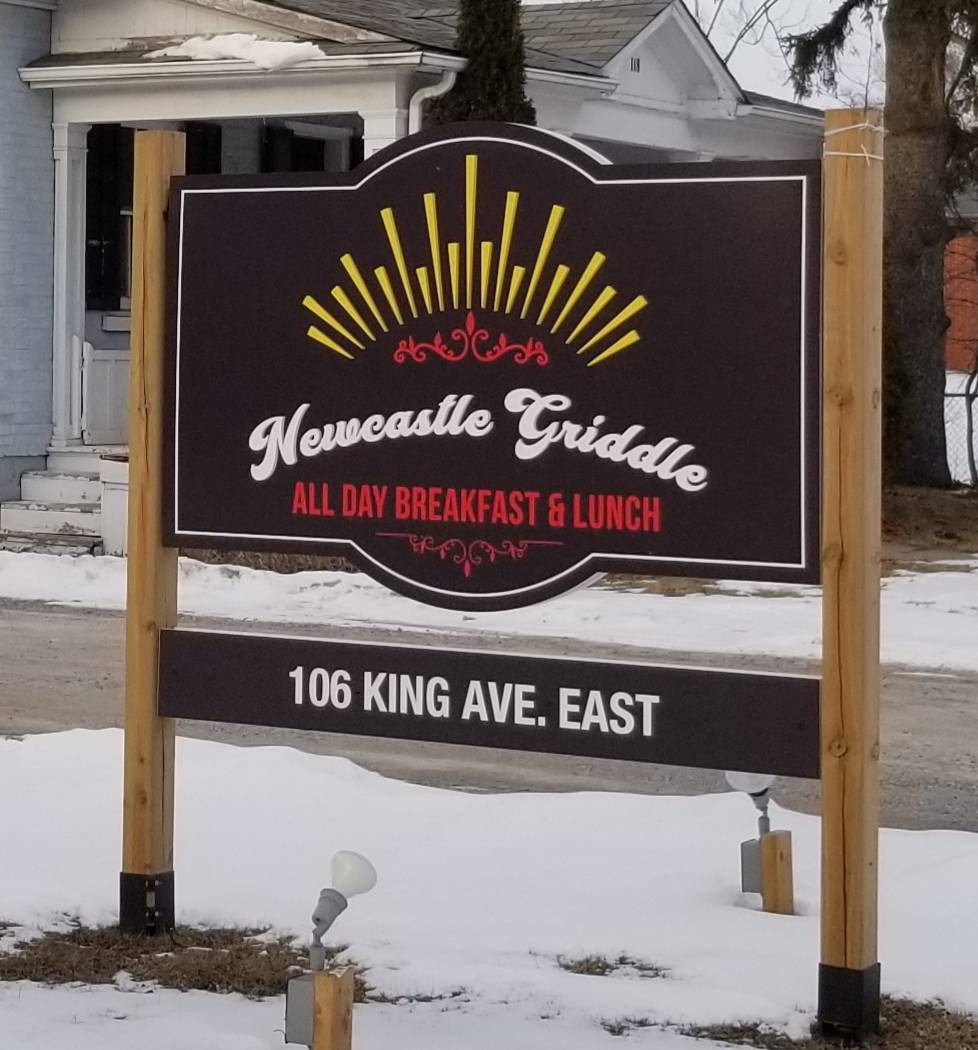 Newcastle Griddle
ALL DAY BREAKFAST & LUNCH
106 KING AVE. EAST